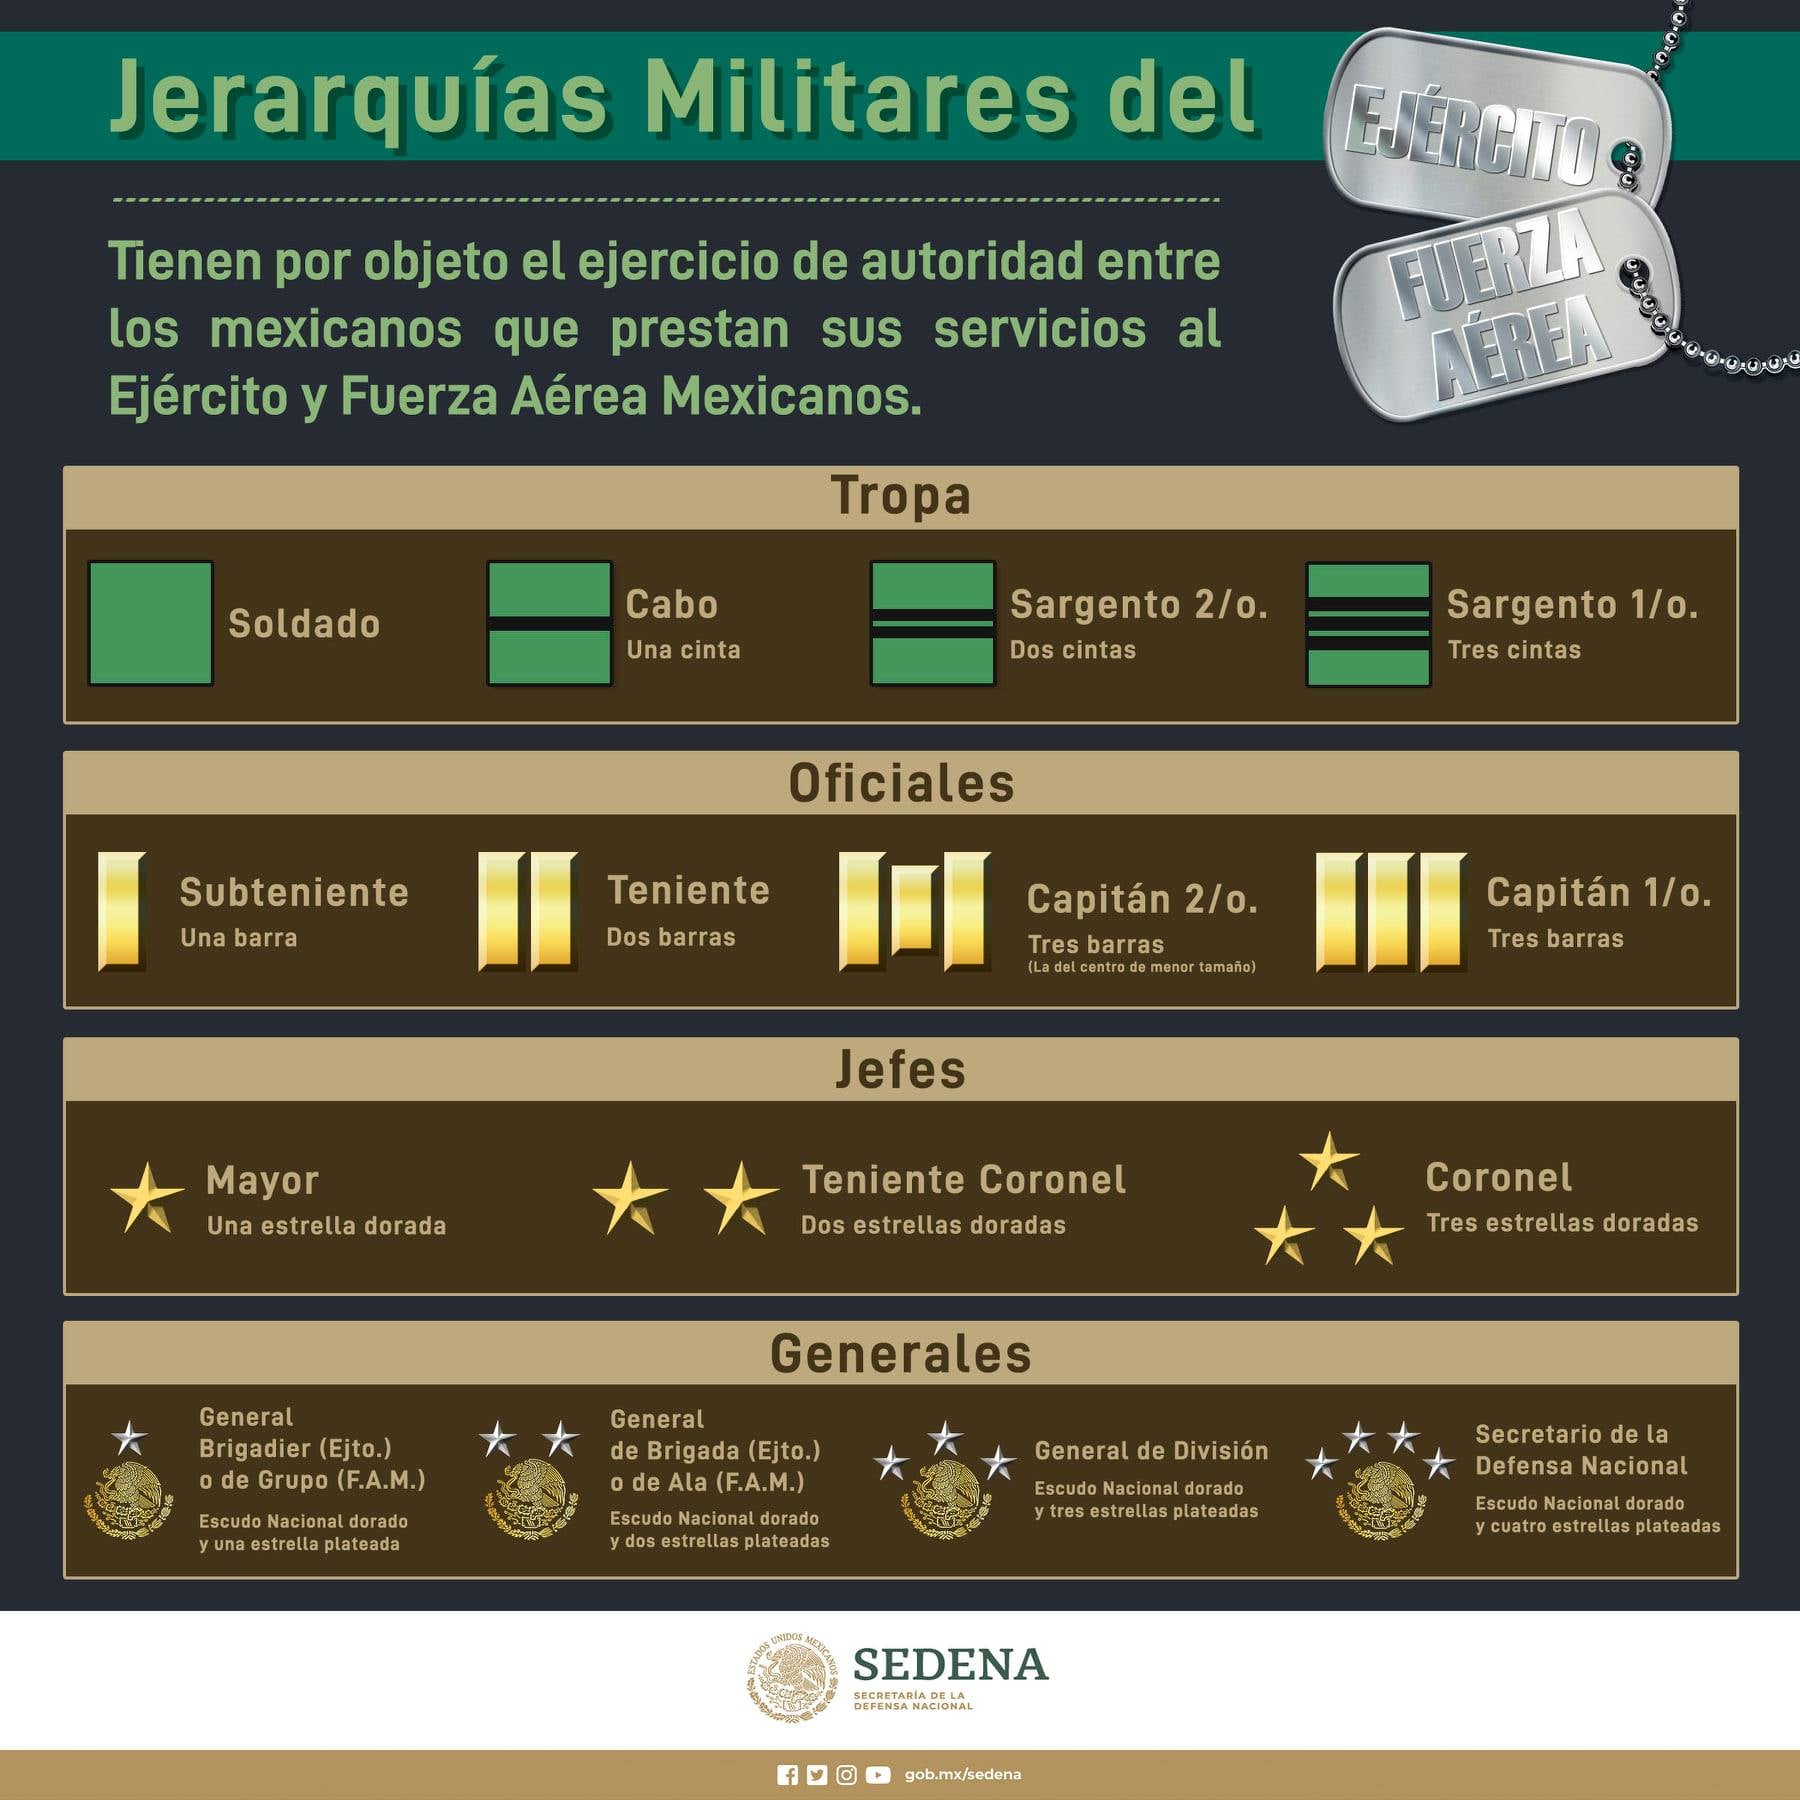 Jerarquías Militares del
EJÉRCITO
FUERZA
AÉREA
Tienen por objeto el ejercicio de autoridad entre
los mexicanos que prestan sus servicios al
Ejército y Fuerza Aérea Mexicanos.
Tropa
Soldado
Cabo
Una cinta
Sargento 2/o.
Dos cintas
Sargento 1/o.
Tres cintas
Oficiales
Subteniente
Una barra
Teniente
Dos barras
Capitán 2/o.
Tres barras
(La del centro de menor tamaño)
Capitán 1/o.
Tres barras
Jefes
Mayor
Una estrella dorada
Teniente Coronel
Dos estrellas doradas
Coronel
Tres estrellas doradas
Generales
General
Brigadier (Ejto.)
o de Grupo (F.A.M.)
Escudo Nacional dorado
y una estrella plateada
General
de Brigada (Ejto.)
o de Ala (F.A.M.)
Escudo Nacional dorado
y dos estrellas plateadas
General de División
Escudo Nacional dorado
y tres estrellas plateadas
Secretario de la
Defensa Nacional
Escudo Nacional dorado
y cuatro estrellas plateadas
ESTADOS UNIDOS MEXICANOS
SEDENA
SECRETARÍA DE LA
DEFENSA NACIONAL
gob.mx/sedena